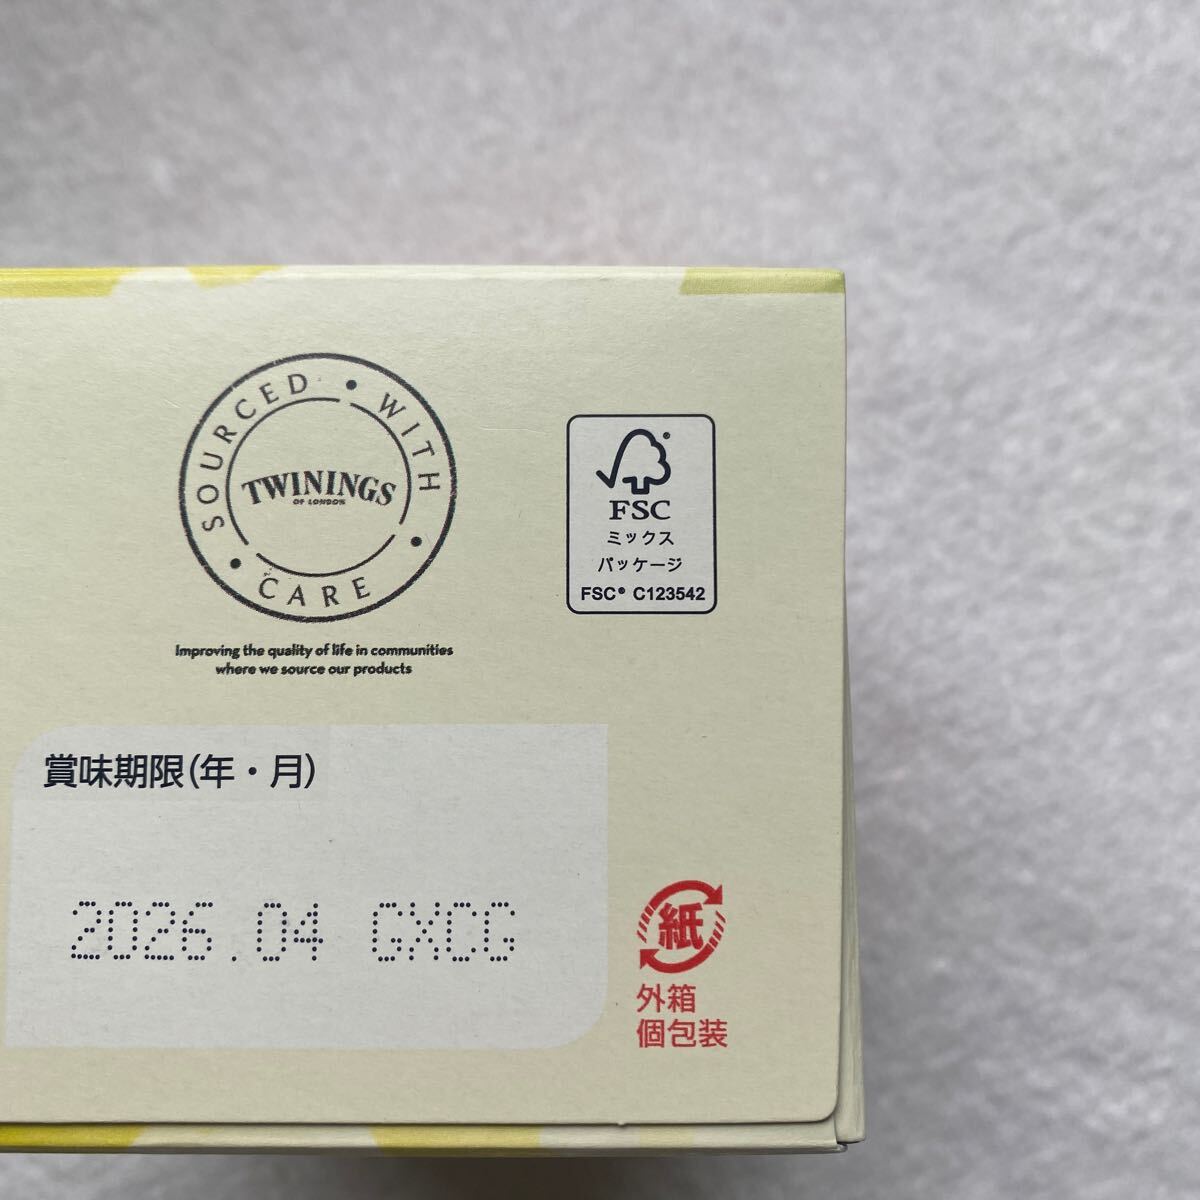 SOURCED • WITH • CARE •
TWININGS
OF LONDON
Improving the quality of life in communities
where we source our products
FSC®
ミックス
パッケージ
FSC® C123542
賞味期限(年・月)
2026.04 GXCG
紙
外箱
個包装